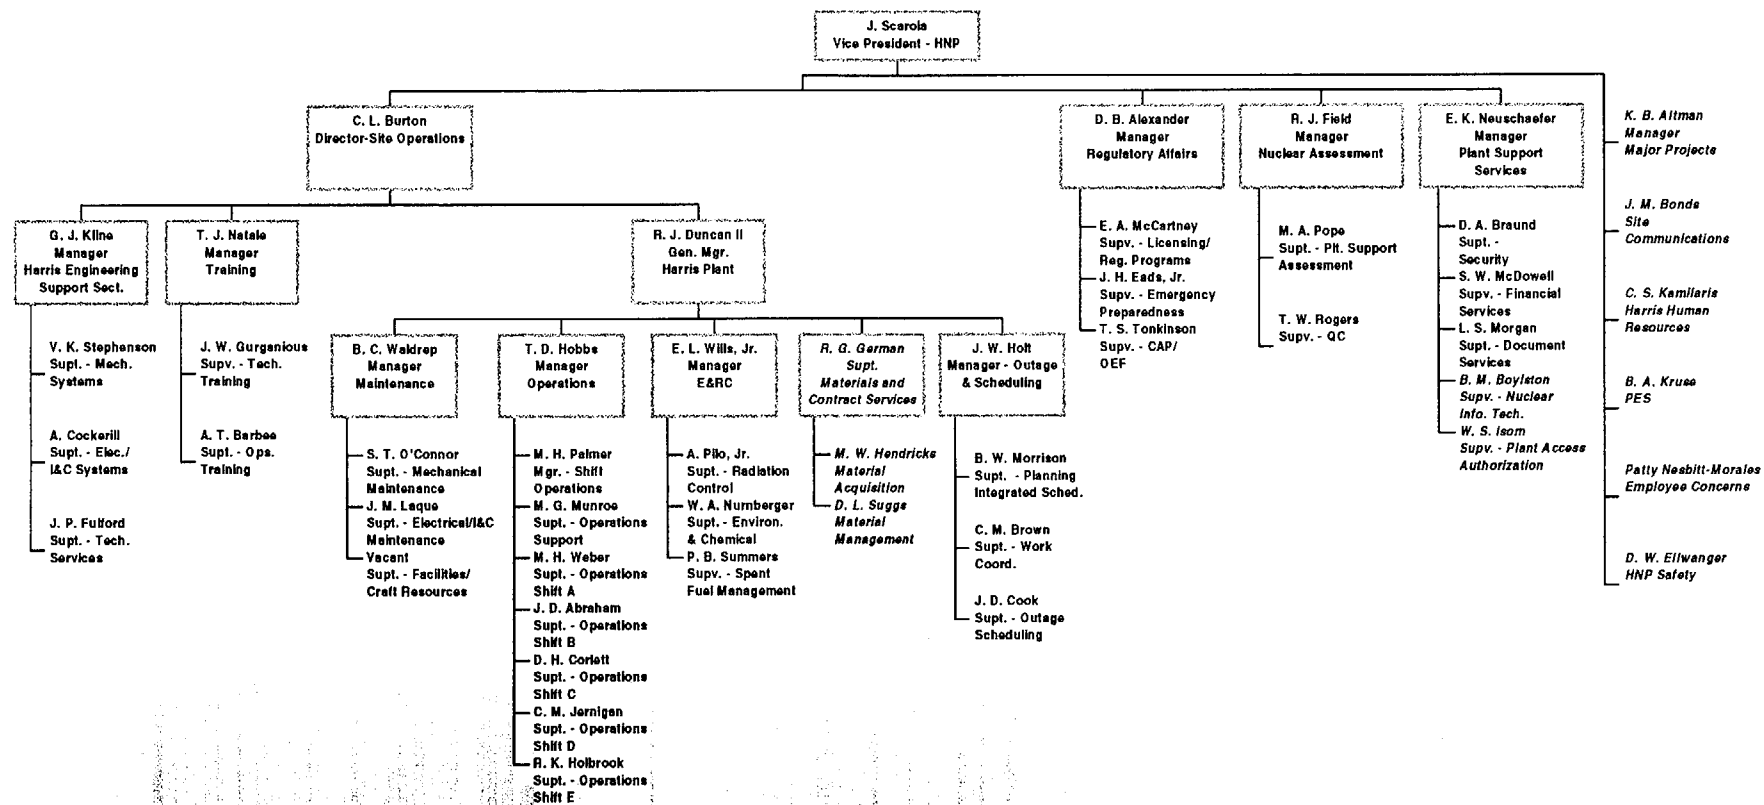 J. Scarola
Vice President - HNP
C. L. Burton
Director-Site Operations
D. B. Alexander
Manager
Regulatory Affairs
R. J. Field
Manager
Nuclear Assessment
E. K. Neuschaefer
Manager
Plant Support
Services
K. B. Altman
Manager
Major Projects
J. M. Bonds
Site
Communications
C. S. Kamilaris
Harris Human
Resources
B. A. Kruse
PES
Patty Nesbitt-Morales
Employee Concerns
D. W. Ellwanger
HNP Safety
G. J. Kline
Manager
Harris Engineering
Support Sect.
T. J. Natale
Manager
Training
R. J. Duncan II
Gen. Mgr.
Harris Plant
E. A. McCartney
Supv. - Licensing/
Reg. Programs
J. H. Eads, Jr.
Supv. - Emergency
Preparedness
T. S. Tonkinson
Supv. - CAP/
OEF
M. A. Pope
Supt. - Plt. Support
Assessment
T. W. Rogers
Supv. - QC
D. A. Braund
Supt. -
Security
S. W. McDowell
Supv. - Financial
Services
L. S. Morgan
Supt. - Document
Services
B. M. Boylston
Supv. - Nuclear
Info. Tech.
W. S. Isom
Supv. - Plant Access
Authorization
V. K. Stephenson
Supt. - Mech.
Systems
A. Cockerill
Supt. - Elec./
I&C Systems
J. P. Fulford
Supt. - Tech.
Services
J. W. Gurganious
Supv. - Tech.
Training
A. T. Barbee
Supt. - Ops.
Training
B. C. Waldrep
Manager
Maintenance
T. D. Hobbs
Manager
Operations
E. L. Wills, Jr.
Manager
E&RC
R. G. German
Supt.
Materials and
Contract Services
J. W. Holt
Manager - Outage
& Scheduling
S. T. O'Connor
Supt. - Mechanical
Maintenance
J. M. Laque
Supt. - Electrical/I&C
Maintenance
Vacant
Supt. - Facilities/
Craft Resources
M. H. Palmer
Mgr. - Shift
Operations
M. G. Munroe
Supt. - Operations
Support
M. H. Weber
Supt. - Operations
Shift A
J. D. Abraham
Supt. - Operations
Shift B
D. H. Corlett
Supt. - Operations
Shift C
C. M. Jernigan
Supt. - Operations
Shift D
R. K. Holbrook
Supt. - Operations
Shift E
A. Pilo, Jr.
Supt. - Radiation
Control
W. A. Nurnberger
Supt. - Environ.
& Chemical
P. B. Summers
Supv. - Spent
Fuel Management
M. W. Hendricks
Material
Acquisition
D. L. Suggs
Material
Management
B. W. Morrison
Supt. - Planning
Integrated Sched.
C. M. Brown
Supt. - Work
Coord.
J. D. Cook
Supt. - Outage
Scheduling